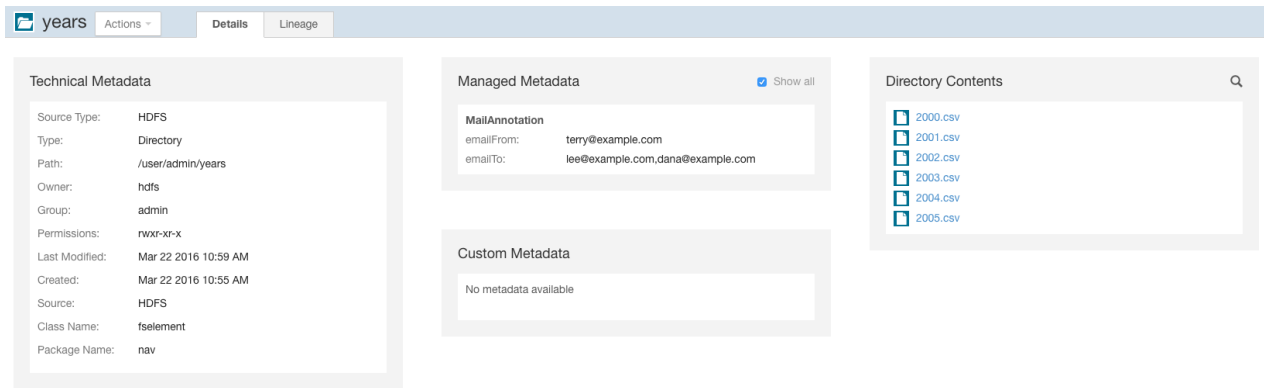 years Actions Details Lineage
Technical Metadata
Source Type: HDFS
Type: Directory
Path: /user/admin/years
Owner: hdfs
Group: admin
Permissions: rwxr-xr-x
Last Modified: Mar 22 2016 10:59 AM
Created: Mar 22 2016 10:55 AM
Source: HDFS
Class Name: fselement
Package Name: nav
Managed Metadata Show all
MailAnnotation
emailFrom: terry@example.com
emailTo: lee@example.com,dana@example.com
Custom Metadata
No metadata available
Directory Contents
2000.csv
2001.csv
2002.csv
2003.csv
2004.csv
2005.csv